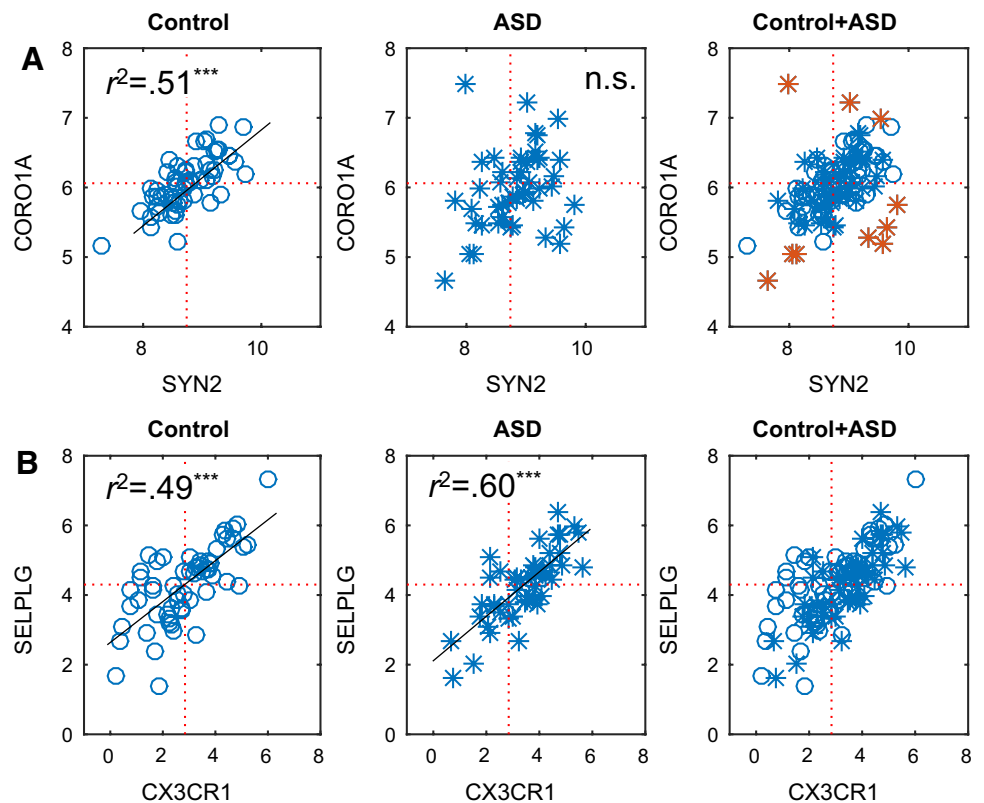 A
Control ASD Control+ASD
r²=.51***
n.s.
8 8 8
7 7 7
6 6 6
5 5 5
4 4 4
CORO1A CORO1A CORO1A
8 10 8 10 8 10
SYN2 SYN2 SYN2
B
Control ASD Control+ASD
r²=.49*** r²=.60***
8 8 8
6 6 6
4 4 4
2 2 2
0 0 0
SELPLG SELPLG SELPLG
0 2 4 6 8 0 2 4 6 8 0 2 4 6 8
CX3CR1 CX3CR1 CX3CR1